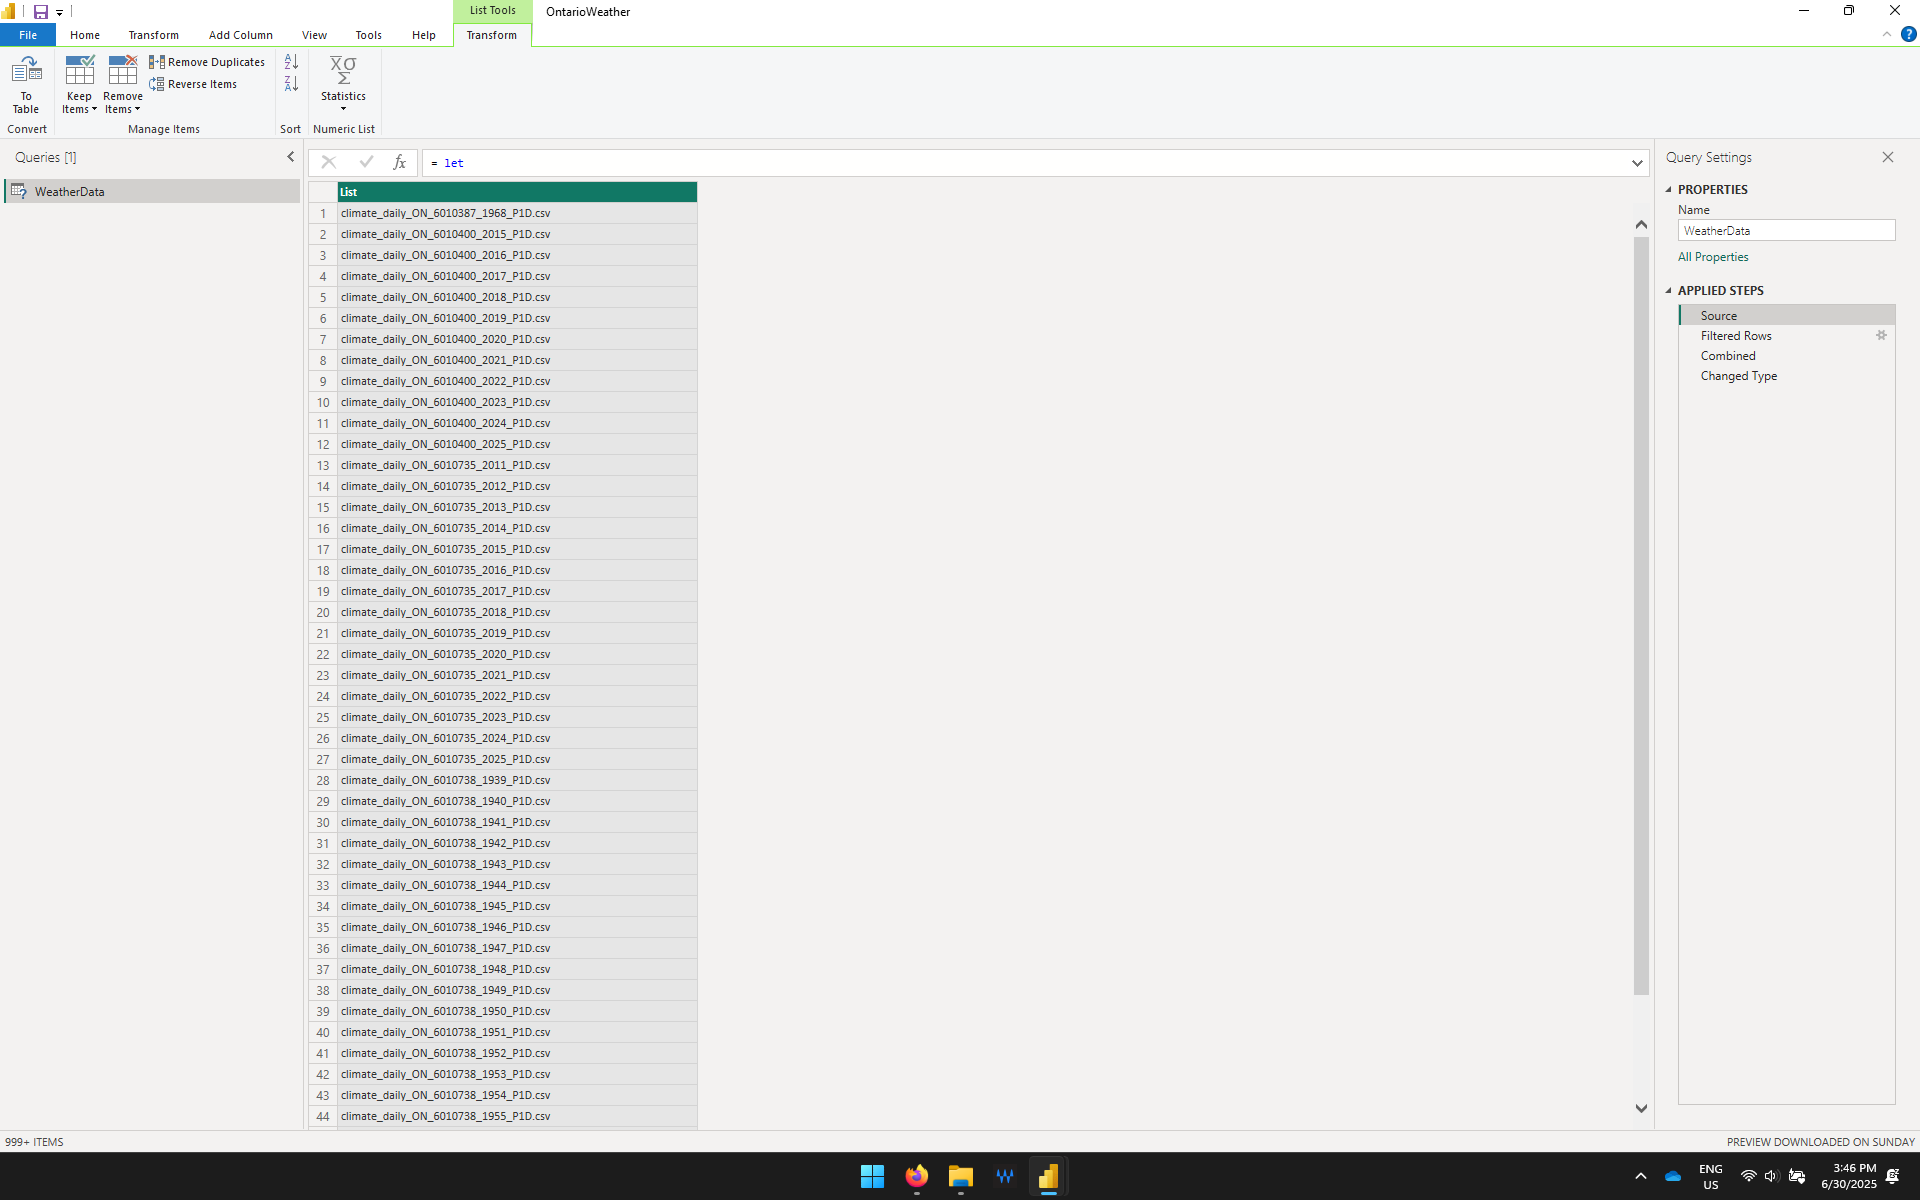 List Tools
OntarioWeather
File
Home
Transform
Add Column
View
Tools
Help
Transform
To Table
Keep Items
Remove Items
Remove Duplicates
Reverse Items
Statistics
Convert
Manage Items
Sort
Numeric List
Queries [1]
WeatherData
fx
= let
List
1 climate_daily_ON_6010387_1968_P1D.csv
2 climate_daily_ON_6010400_2015_P1D.csv
3 climate_daily_ON_6010400_2016_P1D.csv
4 climate_daily_ON_6010400_2017_P1D.csv
5 climate_daily_ON_6010400_2018_P1D.csv
6 climate_daily_ON_6010400_2019_P1D.csv
7 climate_daily_ON_6010400_2020_P1D.csv
8 climate_daily_ON_6010400_2021_P1D.csv
9 climate_daily_ON_6010400_2022_P1D.csv
10 climate_daily_ON_6010400_2023_P1D.csv
11 climate_daily_ON_6010400_2024_P1D.csv
12 climate_daily_ON_6010400_2025_P1D.csv
13 climate_daily_ON_6010735_2011_P1D.csv
14 climate_daily_ON_6010735_2012_P1D.csv
15 climate_daily_ON_6010735_2013_P1D.csv
16 climate_daily_ON_6010735_2014_P1D.csv
17 climate_daily_ON_6010735_2015_P1D.csv
18 climate_daily_ON_6010735_2016_P1D.csv
19 climate_daily_ON_6010735_2017_P1D.csv
20 climate_daily_ON_6010735_2018_P1D.csv
21 climate_daily_ON_6010735_2019_P1D.csv
22 climate_daily_ON_6010735_2020_P1D.csv
23 climate_daily_ON_6010735_2021_P1D.csv
24 climate_daily_ON_6010735_2022_P1D.csv
25 climate_daily_ON_6010735_2023_P1D.csv
26 climate_daily_ON_6010735_2024_P1D.csv
27 climate_daily_ON_6010735_2025_P1D.csv
28 climate_daily_ON_6010738_1939_P1D.csv
29 climate_daily_ON_6010738_1940_P1D.csv
30 climate_daily_ON_6010738_1941_P1D.csv
31 climate_daily_ON_6010738_1942_P1D.csv
32 climate_daily_ON_6010738_1943_P1D.csv
33 climate_daily_ON_6010738_1944_P1D.csv
34 climate_daily_ON_6010738_1945_P1D.csv
35 climate_daily_ON_6010738_1946_P1D.csv
36 climate_daily_ON_6010738_1947_P1D.csv
37 climate_daily_ON_6010738_1948_P1D.csv
38 climate_daily_ON_6010738_1949_P1D.csv
39 climate_daily_ON_6010738_1950_P1D.csv
40 climate_daily_ON_6010738_1951_P1D.csv
41 climate_daily_ON_6010738_1952_P1D.csv
42 climate_daily_ON_6010738_1953_P1D.csv
43 climate_daily_ON_6010738_1954_P1D.csv
44 climate_daily_ON_6010738_1955_P1D.csv
Query Settings
PROPERTIES
Name
WeatherData
All Properties
APPLIED STEPS
Source
Filtered Rows
Combined
Changed Type
999+ ITEMS
PREVIEW DOWNLOADED ON SUNDAY
ENG
US
3:46 PM
6/30/2025